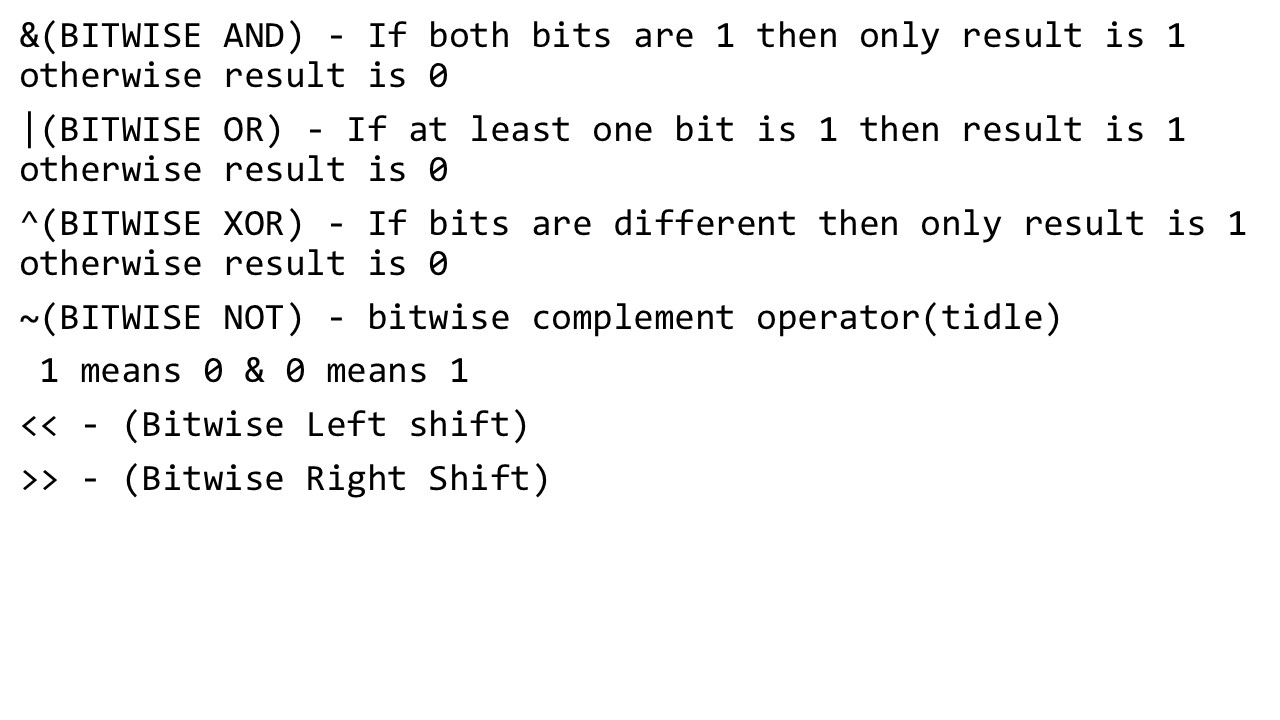 &(BITWISE AND) - If both bits are 1 then only result is 1
otherwise result is 0
|(BITWISE OR) - If at least one bit is 1 then result is 1
otherwise result is 0
^(BITWISE XOR) - If bits are different then only result is 1
otherwise result is 0
~(BITWISE NOT) - bitwise complement operator(tidle)
1 means 0 & 0 means 1
<< - (Bitwise Left shift)
>> - (Bitwise Right Shift)